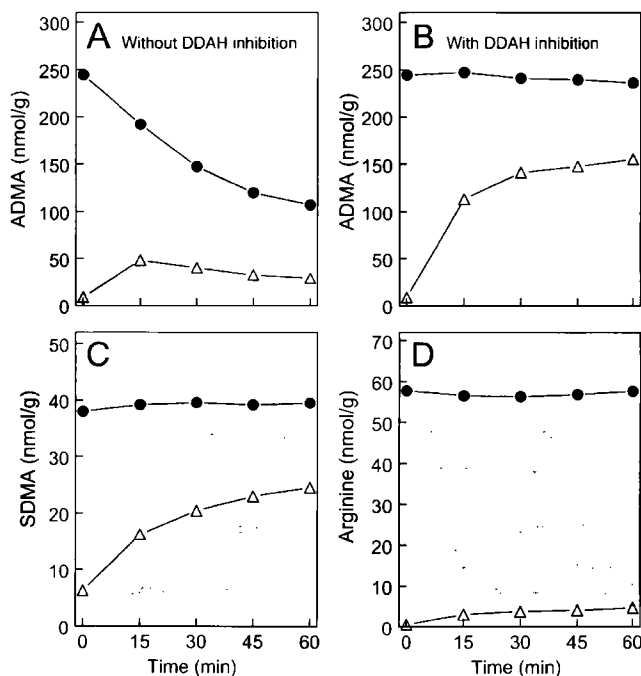 A Without DDAH inhibition
ADMA (nmol/g)
300
250
200
150
100
50
0
B With DDAH inhibition
ADMA (nmol/g)
300
250
200
150
100
50
0
C
SDMA (nmol/g)
50
40
30
20
10
0
0 15 30 45 60
Time (min)
D
Arginine (nmol/g)
70
60
50
40
30
20
10
0
0 15 30 45 60
Time (min)